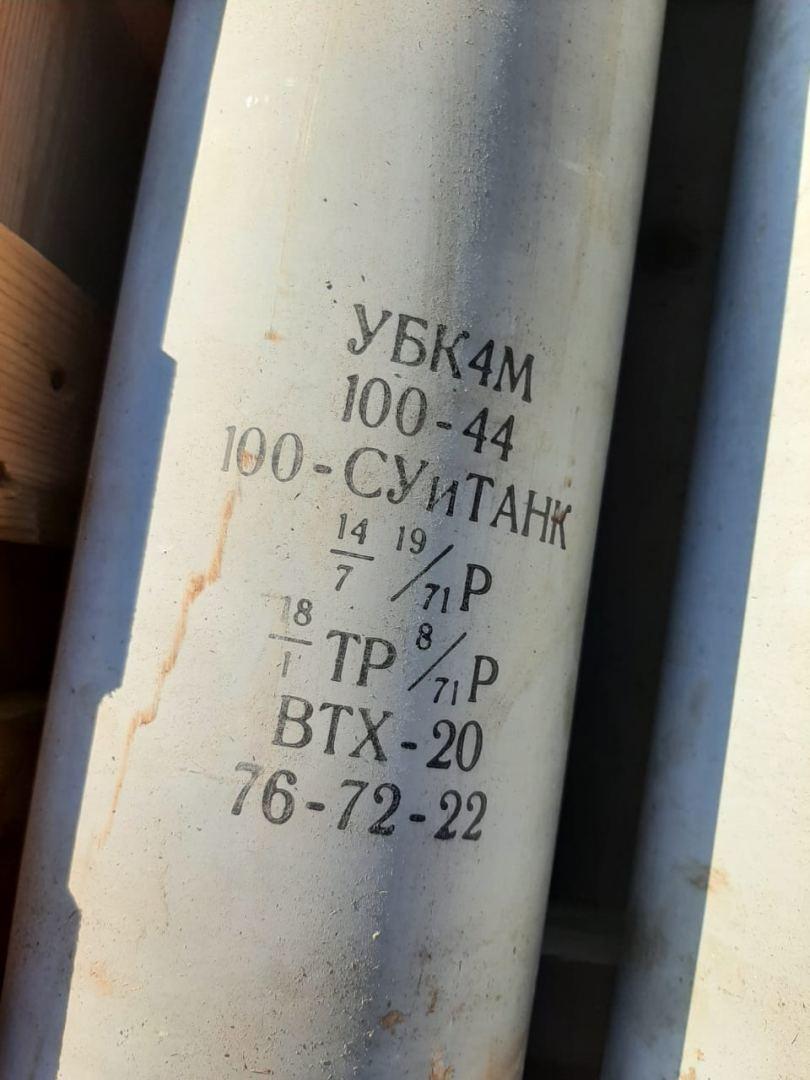 УБК4М
100-44
100-СУиТАНК
14/7 19/71 Р
18/1 ТР 8/71 Р
ВТХ-20
76-72-22